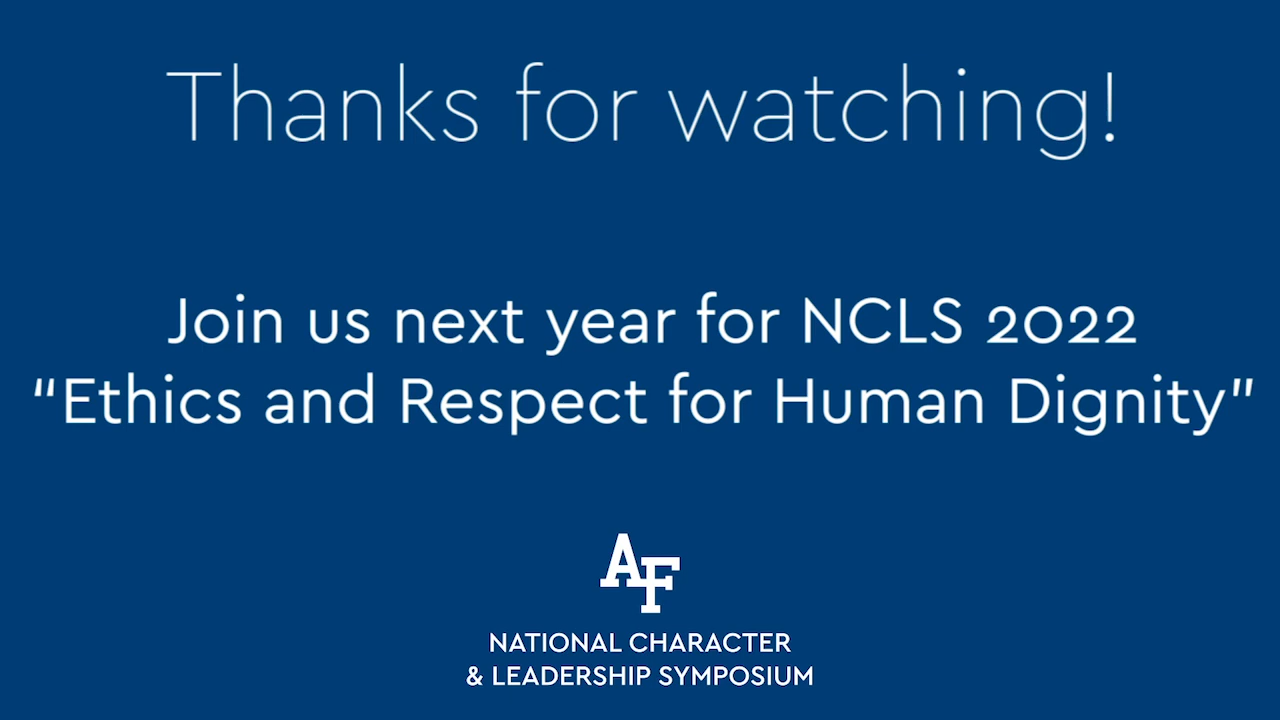 Thanks for watching!
Join us next year for NCLS 2022
“Ethics and Respect for Human Dignity”
AF
NATIONAL CHARACTER
& LEADERSHIP SYMPOSIUM